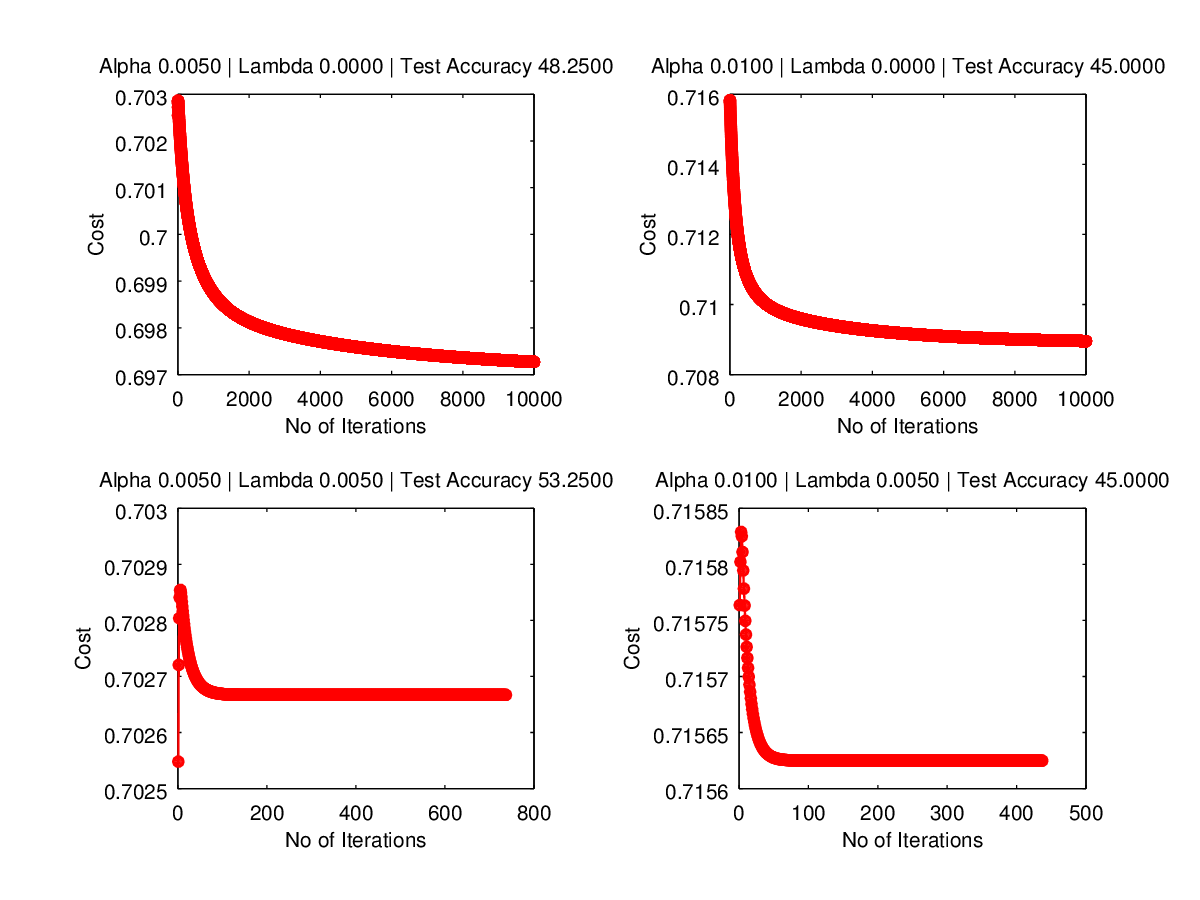 Alpha 0.0050 | Lambda 0.0000 | Test Accuracy 48.2500
0.703
0.702
0.701
0.7
0.699
0.698
0.697
Cost
0 2000 4000 6000 8000 10000
No of Iterations
Alpha 0.0100 | Lambda 0.0000 | Test Accuracy 45.0000
0.716
0.714
0.712
0.71
0.708
Cost
0 2000 4000 6000 8000 10000
No of Iterations
Alpha 0.0050 | Lambda 0.0050 | Test Accuracy 53.2500
0.703
0.7029
0.7028
0.7027
0.7026
0.7025
Cost
0 200 400 600 800
No of Iterations
Alpha 0.0100 | Lambda 0.0050 | Test Accuracy 45.0000
0.71585
0.7158
0.71575
0.7157
0.71565
0.7156
Cost
0 100 200 300 400 500
No of Iterations